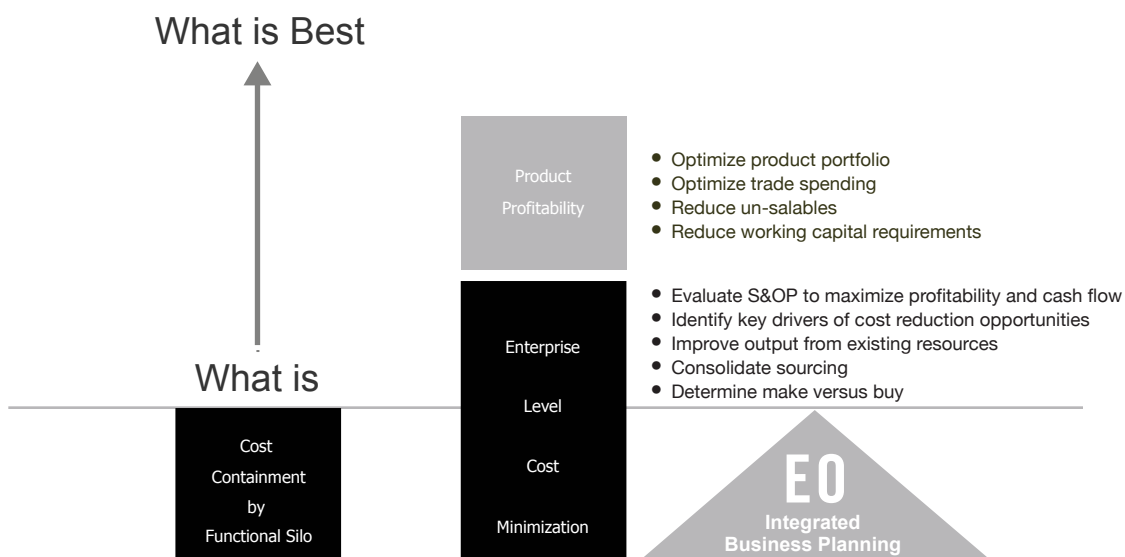 What is Best
Product
Profitability
Optimize product portfolio
Optimize trade spending
Reduce un-salables
Reduce working capital requirements
Evaluate S&OP to maximize profitability and cash flow
Identify key drivers of cost reduction opportunities
Improve output from existing resources
Consolidate sourcing
Determine make versus buy
What is
Enterprise
Level
Cost
Minimization
Cost
Containment
by
Functional Silo
EO
Integrated
Business Planning